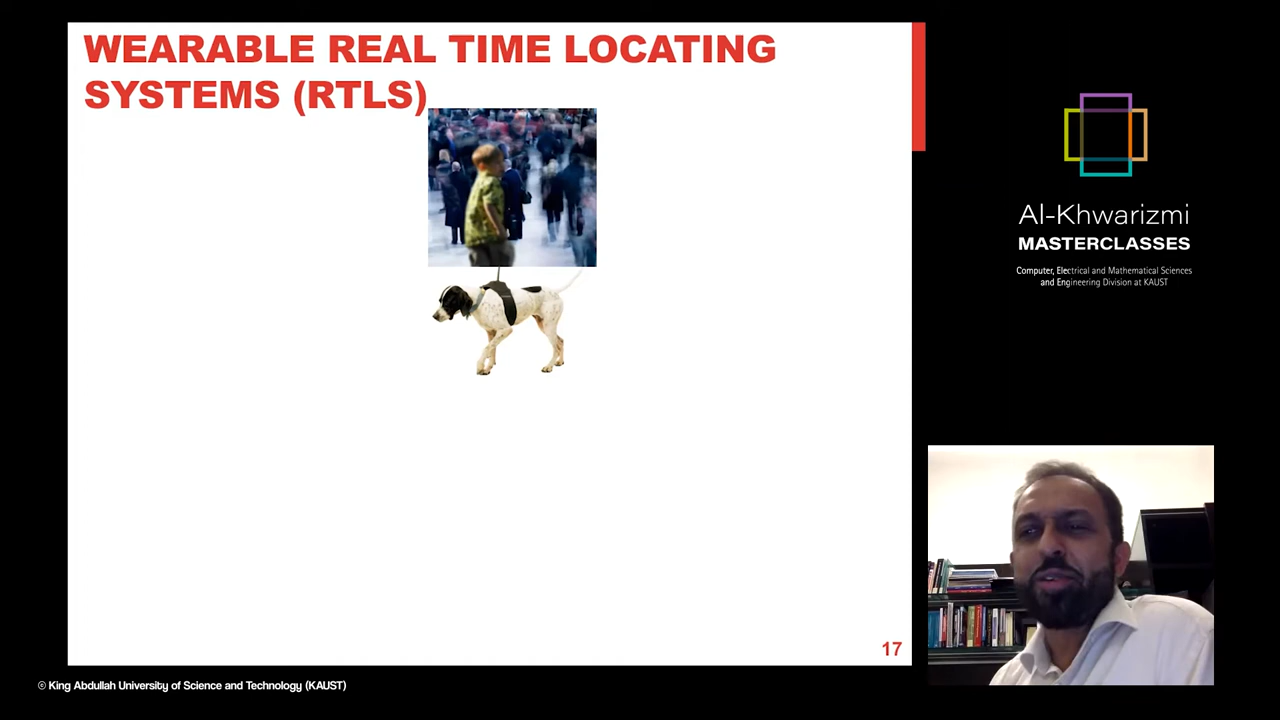 WEARABLE REAL TIME LOCATING
SYSTEMS (RTLS)
17
Al-Khwarizmi
MASTERCLASSES
Computer, Electrical and Mathematical Sciences
and Engineering Division at KAUST
© King Abdullah University of Science and Technology (KAUST)